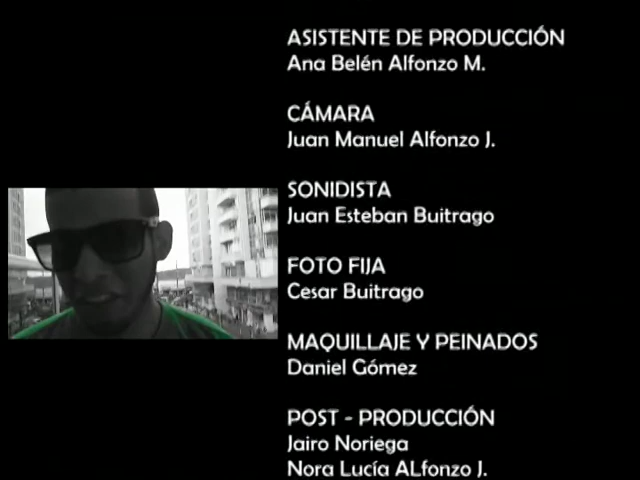 ASISTENTE DE PRODUCCIÓN
Ana Belén Alfonzo M.
CÁMARA
Juan Manuel Alfonzo J.
SONIDISTA
Juan Esteban Buitrago
FOTO FIJA
Cesar Buitrago
MAQUILLAJE Y PEINADOS
Daniel Gómez
POST - PRODUCCIÓN
Jairo Noriega
Nora Lucía ALfonzo J.